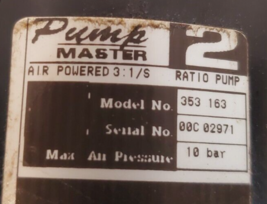 Pump 2
MASTER
AIR POWERED 3:1/S RATIO PUMP
Model No. 353 163
Serial No. 00C 02971
Max Air Pressure 10 bar